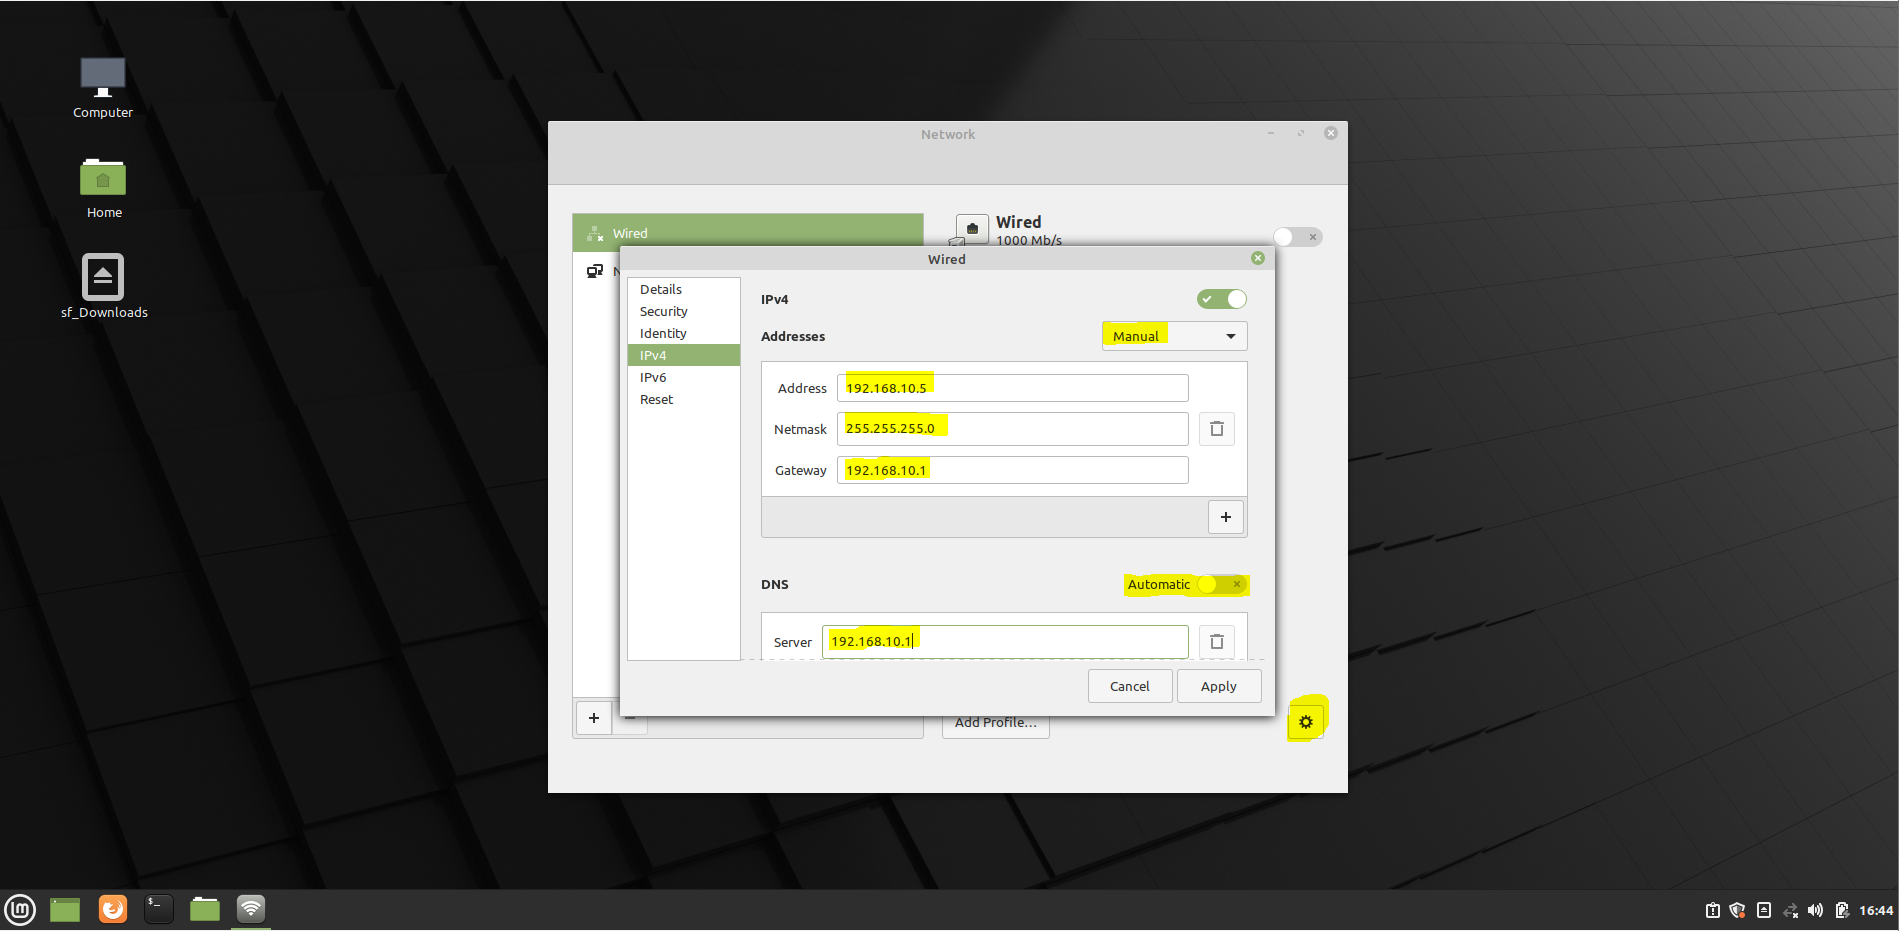 Computer
Home
sf_Downloads
Network
Wired
Wired
1000 Mb/s
N
Wired
Details
Security
Identity
IPv4
IPv6
Reset
IPv4
Addresses
Manual
Address
192.168.10.5
Netmask
255.255.255.0
Gateway
192.168.10.1
+
DNS
Automatic
Server
192.168.10.1
Cancel
Apply
+
Add Profile...
16:44